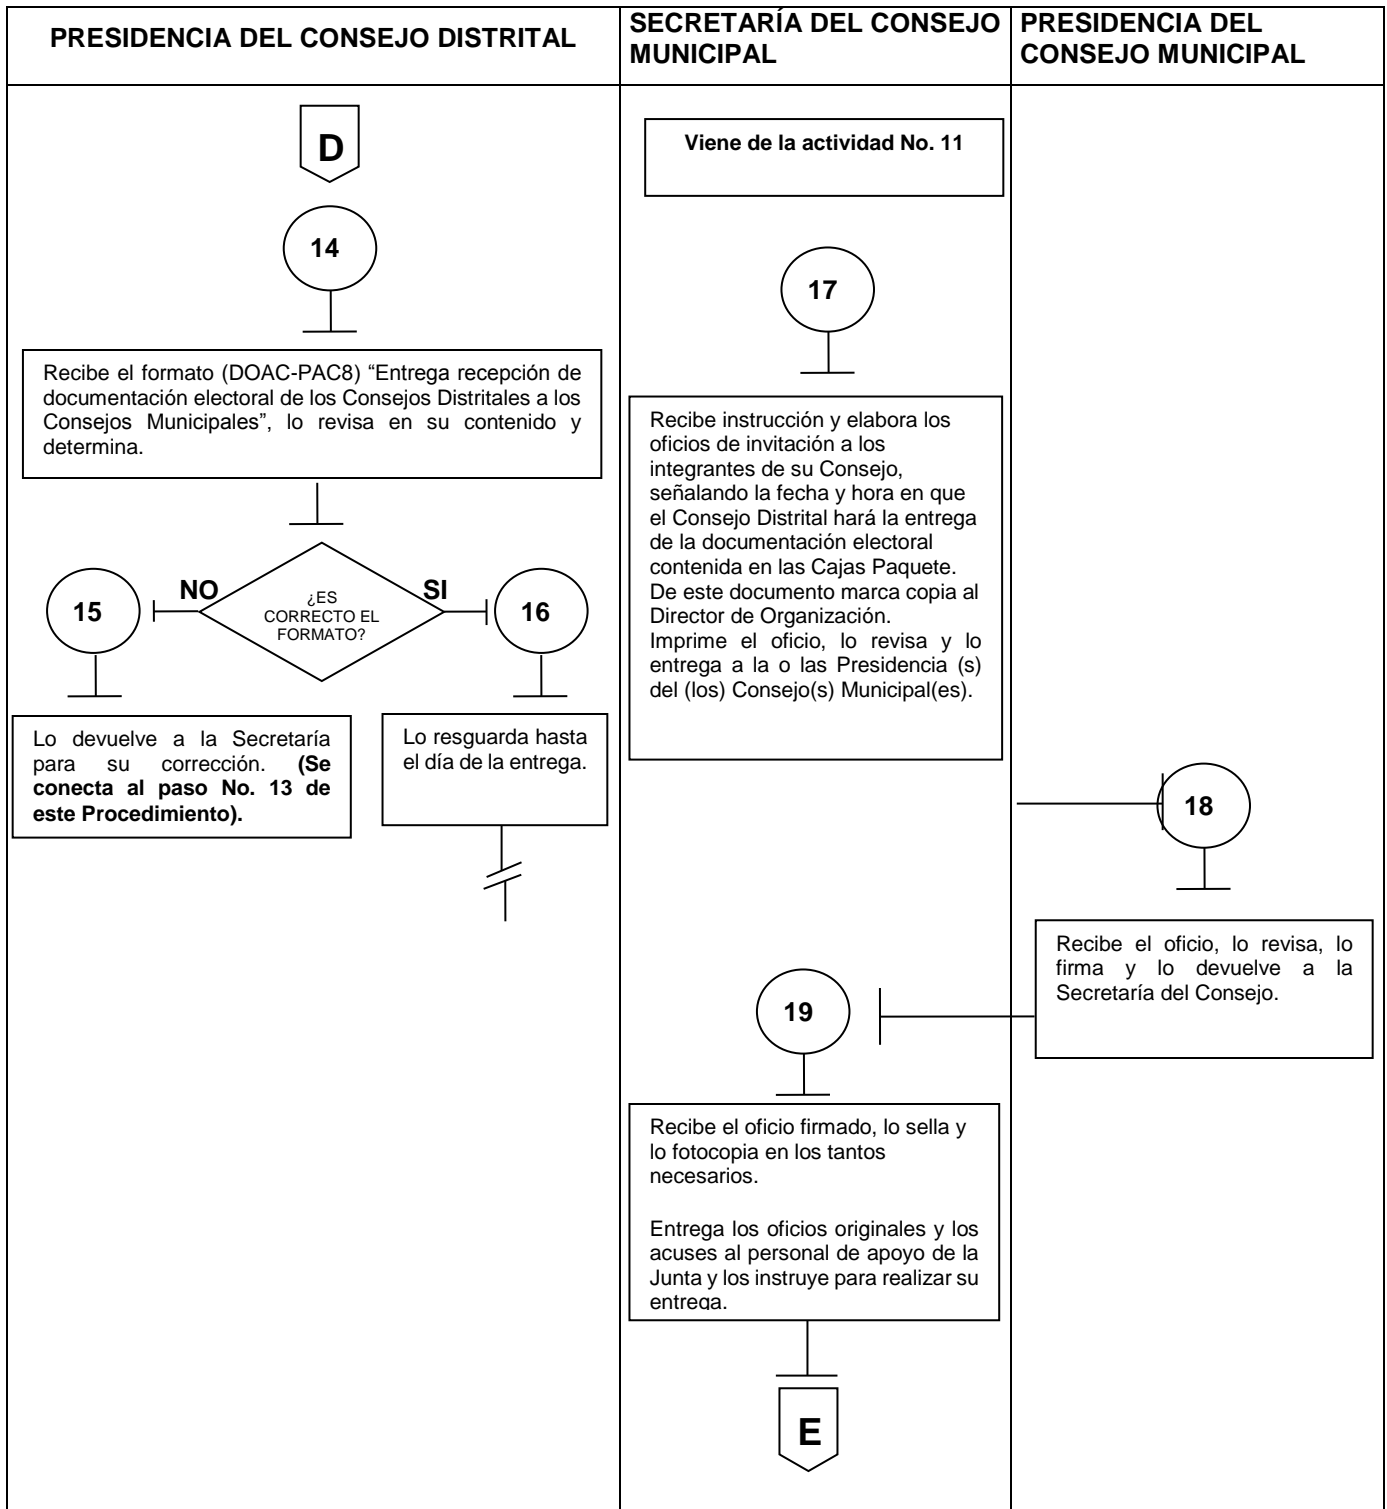 PRESIDENCIA DEL CONSEJO DISTRITAL
SECRETARÍA DEL CONSEJO
MUNICIPAL
PRESIDENCIA DEL
CONSEJO MUNICIPAL
D
14
Recibe el formato (DOAC-PAC8) “Entrega recepción de
documentación electoral de los Consejos Distritales a los
Consejos Municipales”, lo revisa en su contenido y
determina.
¿ES
CORRECTO EL
FORMATO?
NO
SI
15
16
Lo devuelve a la Secretaría
para su corrección. (Se
conecta al paso No. 13 de
este Procedimiento).
Lo resguarda hasta
el día de la entrega.
Viene de la actividad No. 11
17
Recibe instrucción y elabora los
oficios de invitación a los
integrantes de su Consejo,
señalando la fecha y hora en que
el Consejo Distrital hará la entrega
de la documentación electoral
contenida en las Cajas Paquete.
De este documento marca copia al
Director de Organización.
Imprime el oficio, lo revisa y lo
entrega a la o las Presidencia (s)
del (los) Consejo(s) Municipal(es).
18
Recibe el oficio, lo revisa, lo
firma y lo devuelve a la
Secretaría del Consejo.
19
Recibe el oficio firmado, lo sella y
lo fotocopia en los tantos
necesarios.
Entrega los oficios originales y los
acuses al personal de apoyo de la
Junta y los instruye para realizar su
entrega.
E